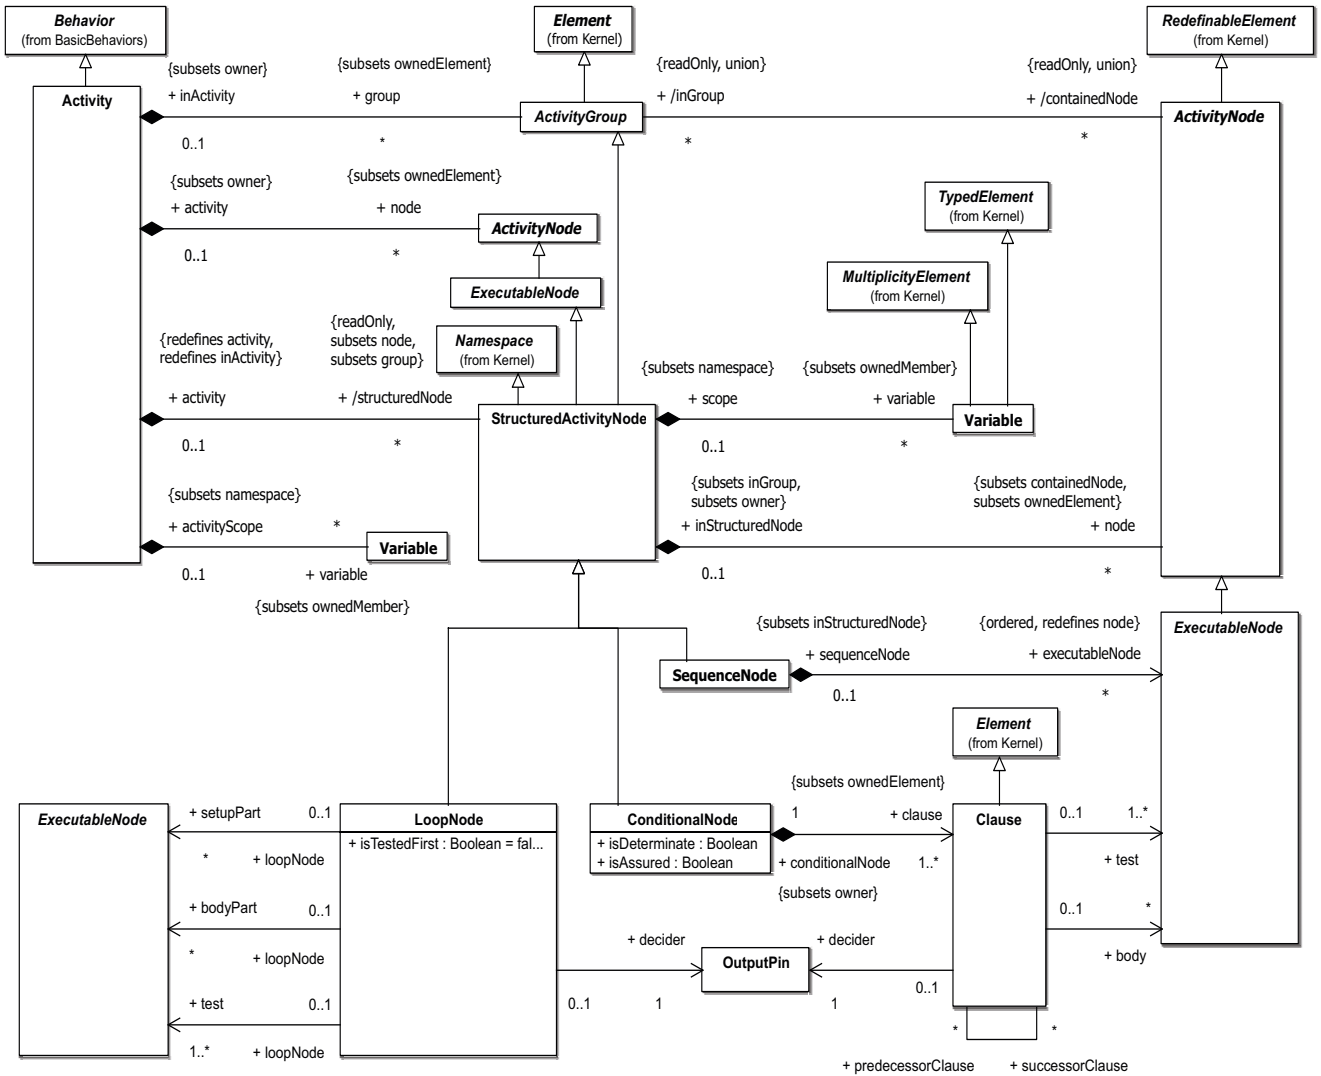 Behavior
(from BasicBehaviors)
Element
(from Kernel)
RedefinableElement
(from Kernel)
{subsets owner}
{subsets ownedElement}
{readOnly, union}
{readOnly, union}
Activity
+ inActivity
+ group
+ /inGroup
+ /containedNode
ActivityGroup
ActivityNode
0..1
*
*
*
{subsets owner}
{subsets ownedElement}
+ activity
+ node
TypedElement
(from Kernel)
ActivityNode
0..1
*
MultiplicityElement
(from Kernel)
ExecutableNode
{redefines activity,
redefines inActivity}
{readOnly,
subsets node,
subsets group}
Namespace
(from Kernel)
{subsets namespace}
{subsets ownedMember}
+ activity
+ /structuredNode
+ scope
+ variable
StructuredActivityNode
Variable
0..1
*
0..1
*
{subsets namespace}
{subsets inGroup,
subsets owner}
{subsets containedNode,
subsets ownedElement}
+ activityScope
*
+ inStructuredNode
+ node
Variable
0..1
+ variable
0..1
*
{subsets ownedMember}
{subsets inStructuredNode}
{ordered, redefines node}
ExecutableNode
+ sequenceNode
+ executableNode
SequenceNode
0..1
*
Element
(from Kernel)
{subsets ownedElement}
ExecutableNode
+ setupPart
0..1
LoopNode
ConditionalNode
1
+ clause
Clause
0..1
1..*
+ isTestedFirst : Boolean = fal...
+ isDeterminate : Boolean
+ isAssured : Boolean
*
+ loopNode
+ conditionalNode
1..*
+ test
{subsets owner}
+ bodyPart
0..1
0..1
*
+ decider
+ decider
*
+ loopNode
OutputPin
+ body
+ test
0..1
0..1
1
1
0..1
1..*
+ loopNode
*
*
+ predecessorClause
+ successorClause